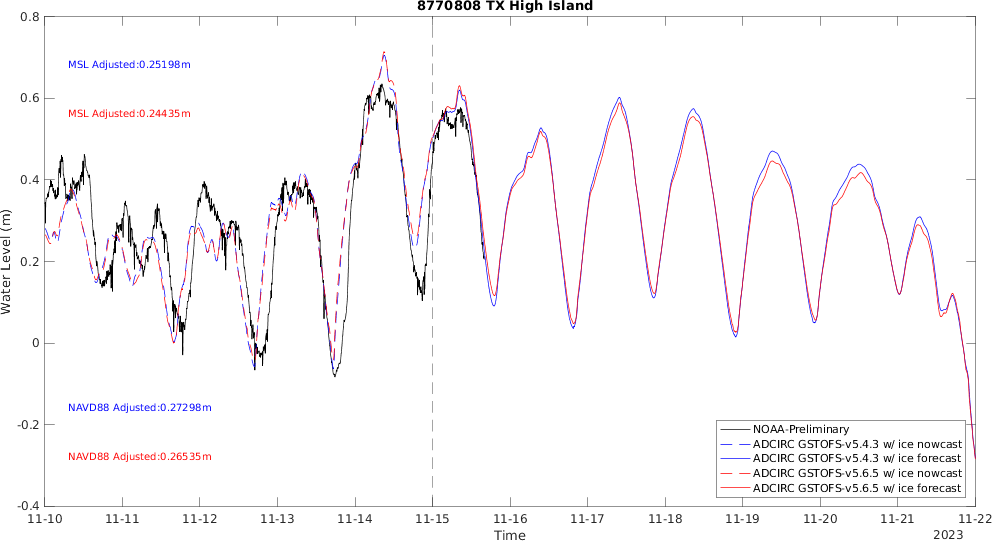 8770808 TX High Island
0.8
0.6
0.4
0.2
0
-0.2
-0.4
Water Level (m)
MSL Adjusted:0.25198m
MSL Adjusted:0.24435m
NAVD88 Adjusted:0.27298m
NAVD88 Adjusted:0.26535m
NOAA-Preliminary
ADCIRC GSTOFS-v5.4.3 w/ ice nowcast
ADCIRC GSTOFS-v5.4.3 w/ ice forecast
ADCIRC GSTOFS-v5.6.5 w/ ice nowcast
ADCIRC GSTOFS-v5.6.5 w/ ice forecast
11-10 11-11 11-12 11-13 11-14 11-15 11-16 11-17 11-18 11-19 11-20 11-21 11-22
Time
2023